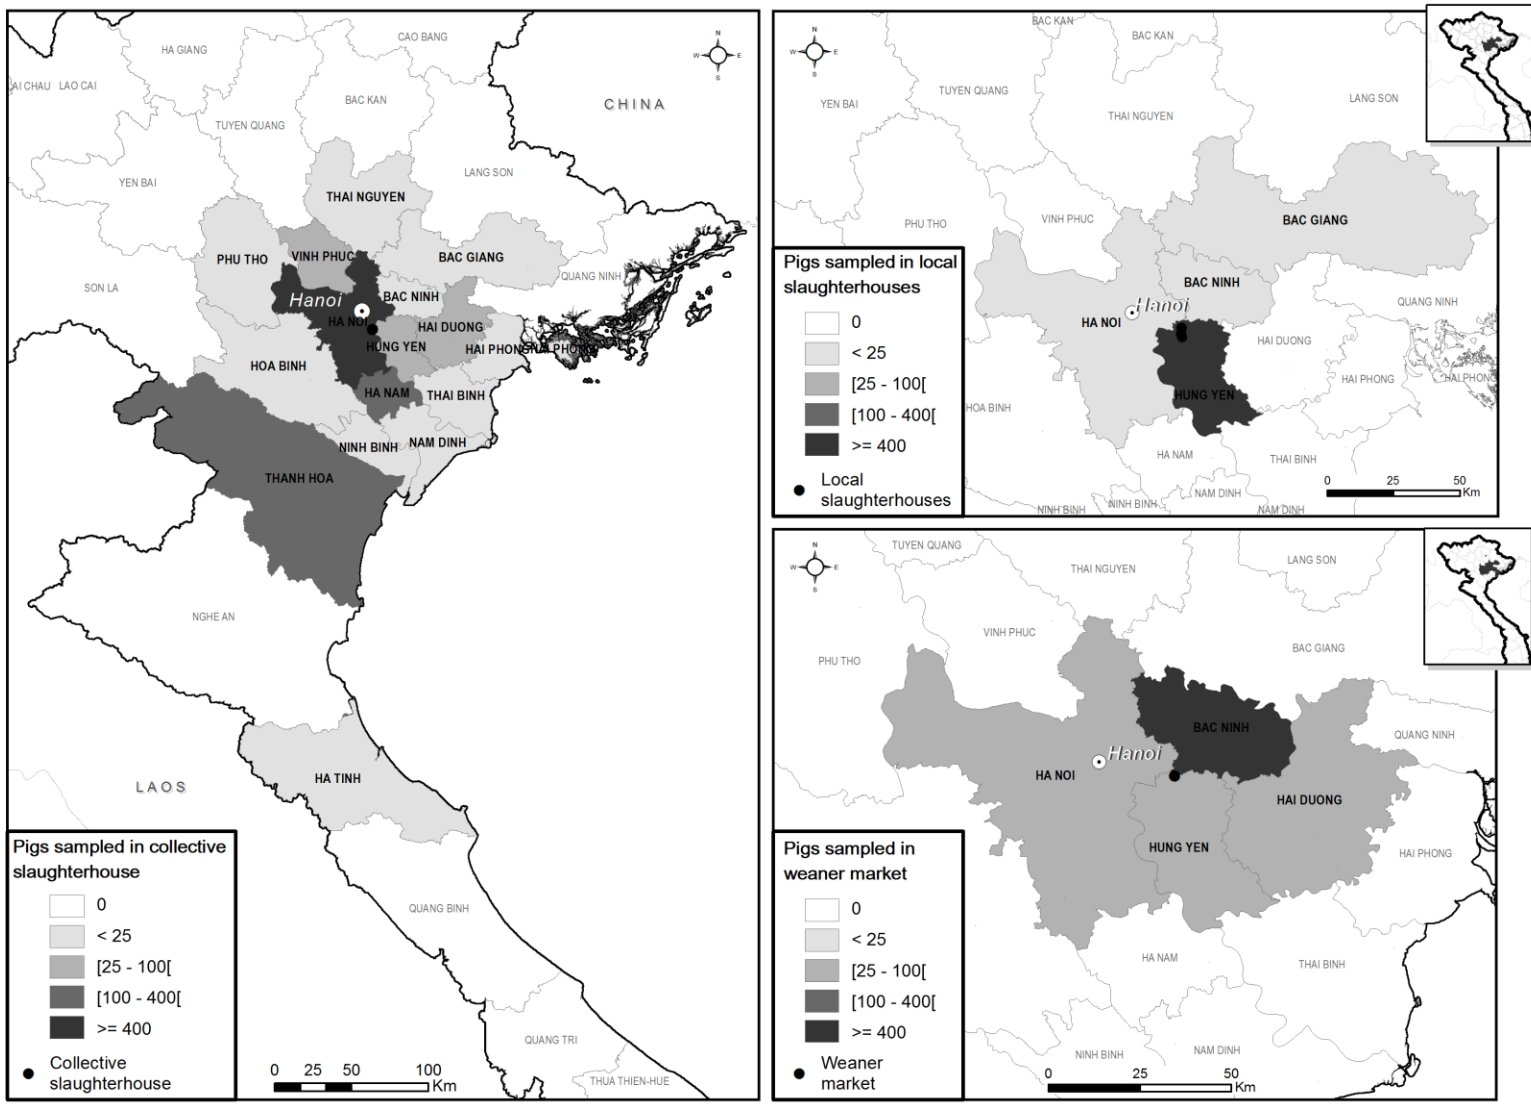 HA GIANG
CAO BANG
N
W E
S
AI CHAU
LAO CAI
BAC KAN
CHINA
TUYEN QUANG
YEN BAI
LANG SON
THAI NGUYEN
PHU THO
VINH PHUC
BAC GIANG
QUANG NINH
SON LA
Hanoi
BAC NINH
HA NOI
HAI DUONG
HUNG YEN
HAI PHONG
HAI PHONG
HOA BINH
HA NAM
THAI BINH
NINH BINH
NAM DINH
THANH HOA
NGHE AN
HA TINH
LAOS
QUANG BINH
QUANG TRI
THUA THIEN-HUE
Pigs sampled in collective
slaughterhouse
0
< 25
[25 - 100[
[100 - 400[
>= 400
Collective
slaughterhouse
0 25 50 100
Km
BAC KAN
BAC KAN
N
W E
S
YEN BAI
TUYEN QUANG
LANG SON
THAI NGUYEN
PHU THO
VINH PHUC
BAC GIANG
BAC NINH
QUANG NINH
Hanoi
HA NOI
HAI DUONG
HAI PHONG
HAI PHONG
HUNG YEN
HOA BINH
HA NAM
THAI BINH
NAM DINH
NINH BINH
NINH BINH
NAM DINH
Pigs sampled in local
slaughterhouses
0
< 25
[25 - 100[
[100 - 400[
>= 400
Local
slaughterhouses
0 25 50
Km
TUYEN QUANG
LANG SON
N
W E
S
THAI NGUYEN
VINH PHUC
BAC GIANG
PHU THO
BAC NINH
QUANG NINH
Hanoi
HA NOI
HAI DUONG
HUNG YEN
HAI PHONG
HA NAM
THAI BINH
NINH BINH
NAM DINH
Pigs sampled in
weaner market
0
< 25
[25 - 100[
[100 - 400[
>= 400
Weaner
market
0 25 50
Km